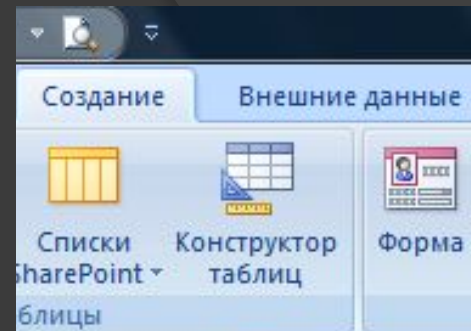 Создание Внешние данные
Списки Конструктор Форма
SharePoint таблиц
блицы